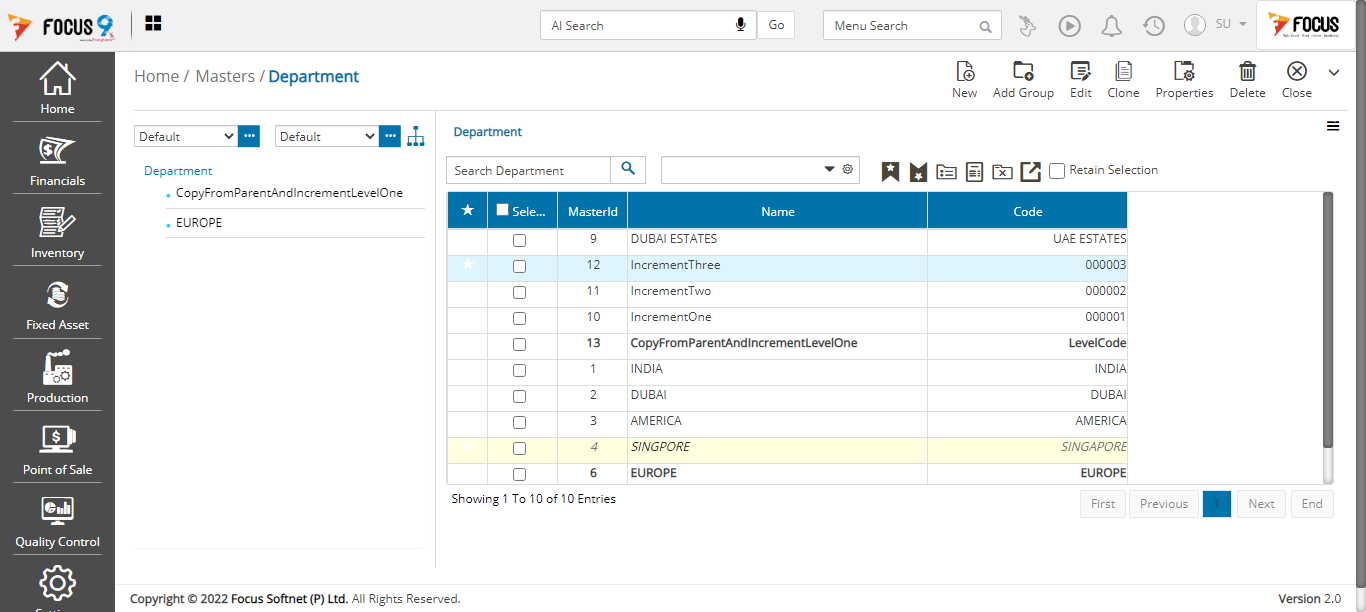 FOCUS 9
AI Search
Go
Menu Search
SU
FOCUS
Home
Financials
Inventory
Fixed Asset
Production
Point of Sale
Quality Control
Home / Masters / Department
New
Add Group
Edit
Clone
Properties
Delete
Close
Default
Default
Department
CopyFromParentAndIncrementLevelOne
EUROPE
Department
Search Department
Retain Selection
Sele... MasterId Name Code
9 DUBAI ESTATES UAE ESTATES
12 IncrementThree 000003
11 IncrementTwo 000002
10 IncrementOne 000001
13 CopyFromParentAndIncrementLevelOne LevelCode
1 INDIA INDIA
2 DUBAI DUBAI
3 AMERICA AMERICA
4 SINGPORE SINGAPORE
6 EUROPE EUROPE
Showing 1 To 10 of 10 Entries
First Previous 1 Next End
Copyright © 2022 Focus Softnet (P) Ltd. All Rights Reserved.
Version 2.0